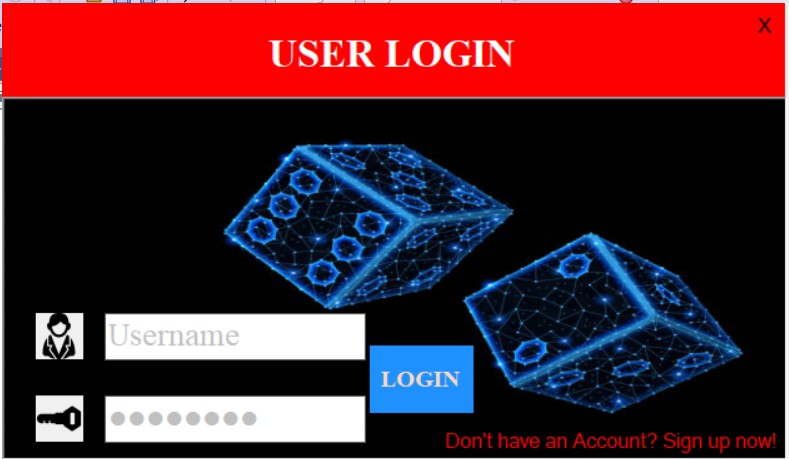 X
USER LOGIN
Username
●●●●●●●●
LOGIN
Don't have an Account? Sign up now!